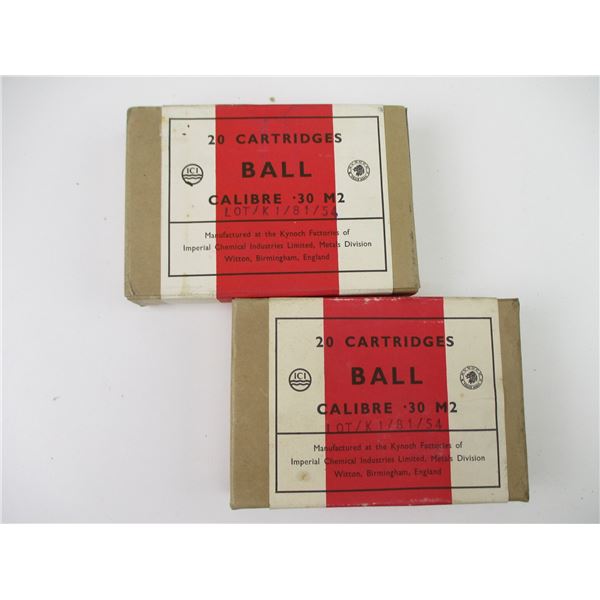 20 CARTRIDGES
BALL
ICI
CALIBRE ·30 M2
LOT/K1/81/54
Manufactured at the Kynoch Factories of
Imperial Chemical Industries Limited, Metals Division
Witton, Birmingham, England
20 CARTRIDGES
BALL
ICI
CALIBRE ·30 M2
LOT/K1/81/54
Manufactured at the Kynoch Factories of
Imperial Chemical Industries Limited, Metals Division
Witton, Birmingham, England